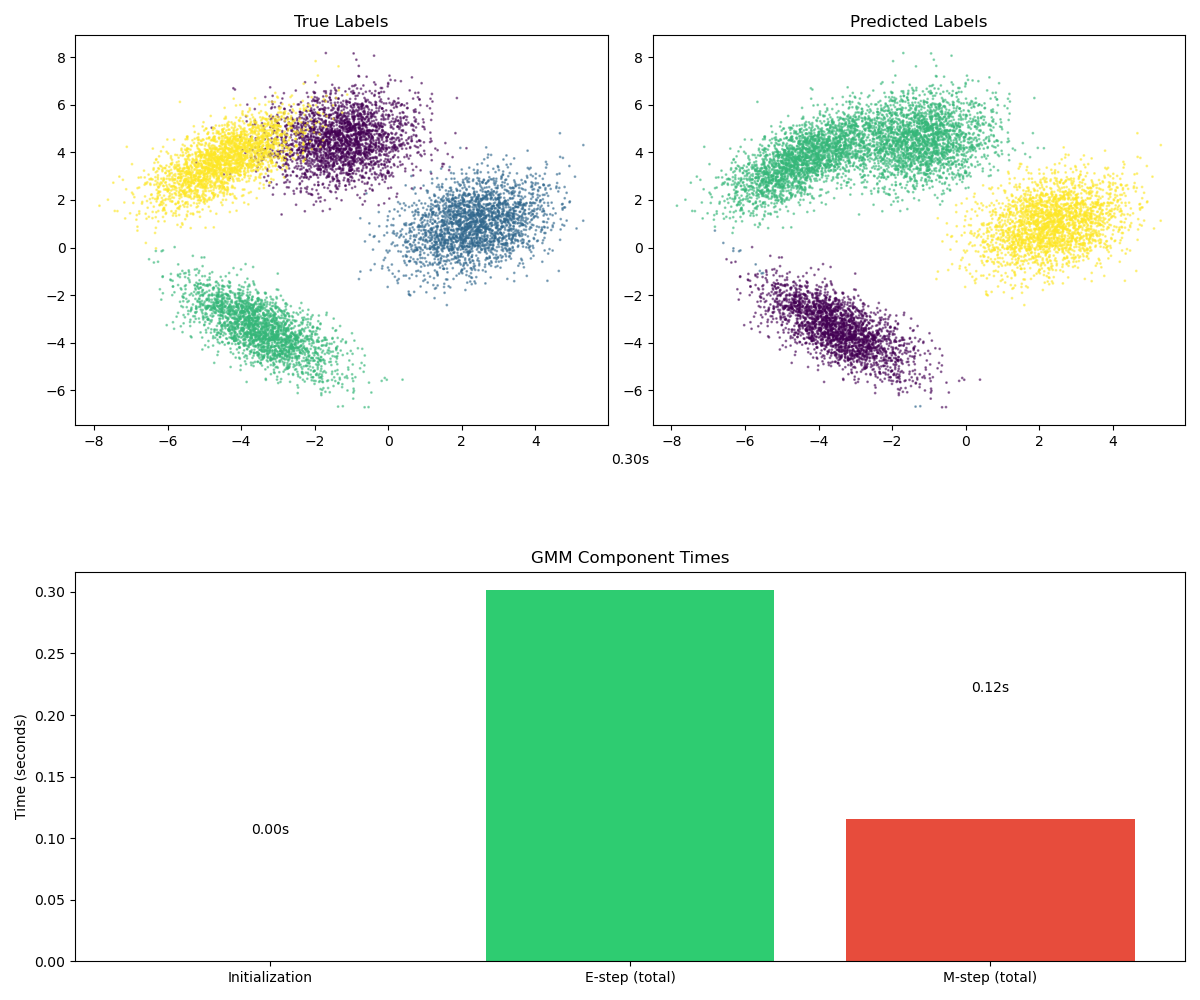 True Labels
Predicted Labels
8
6
4
2
0
−2
−4
−6
−8 −6 −4 −2 0 2 4
8
6
4
2
0
−2
−4
−6
−8 −6 −4 −2 0 2 4
0.30s
GMM Component Times
Time (seconds)
0.30
0.25
0.20
0.15
0.10
0.05
0.00
0.00s
0.12s
Initialization E-step (total) M-step (total)